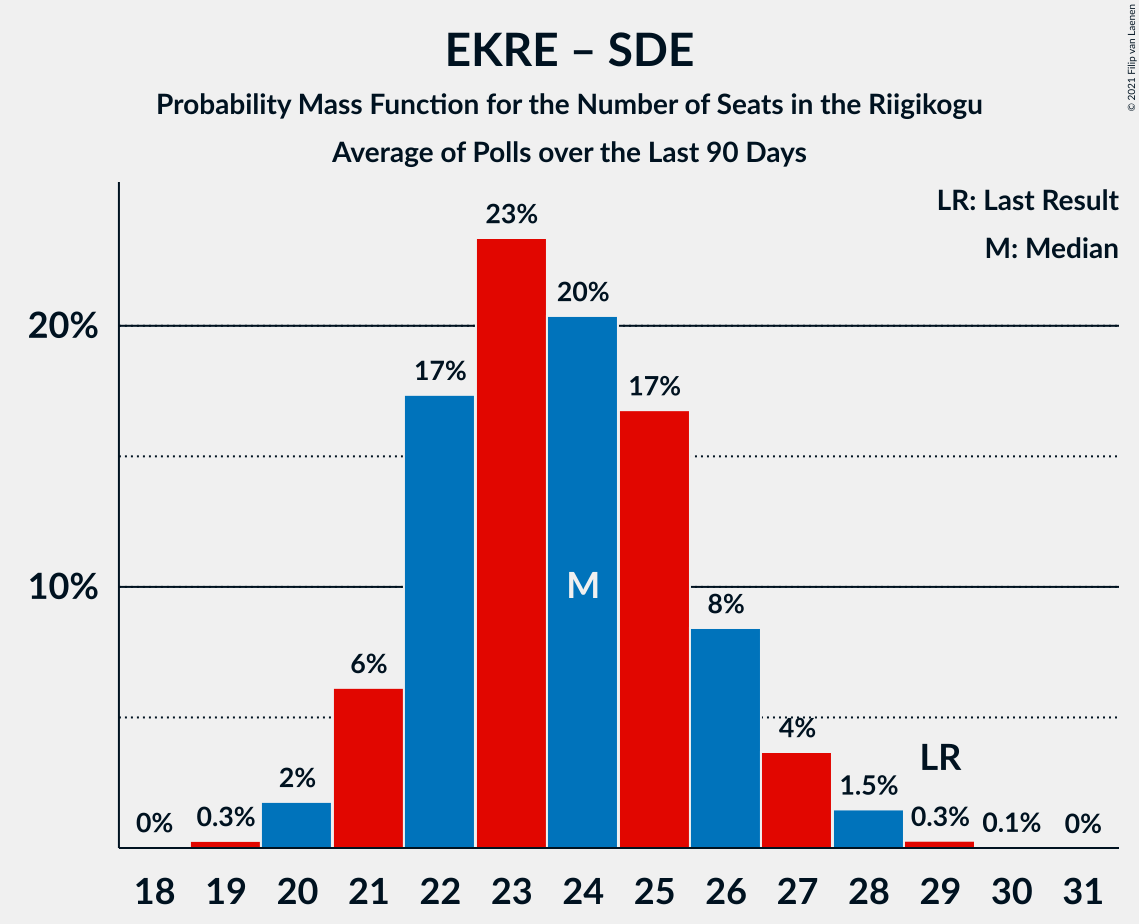 © 2021 Filip van Laenen
EKRE – SDE
Probability Mass Function for the Number of Seats in the Riigikogu
Average of Polls over the Last 90 Days
LR: Last Result
M: Median
23%
20%
20%
17%
17%
M
10%
8%
6%
4%
LR
2%
1.5%
0%
0.3%
0.3%
0.1%
0%
18 19 20 21 22 23 24 25 26 27 28 29 30 31